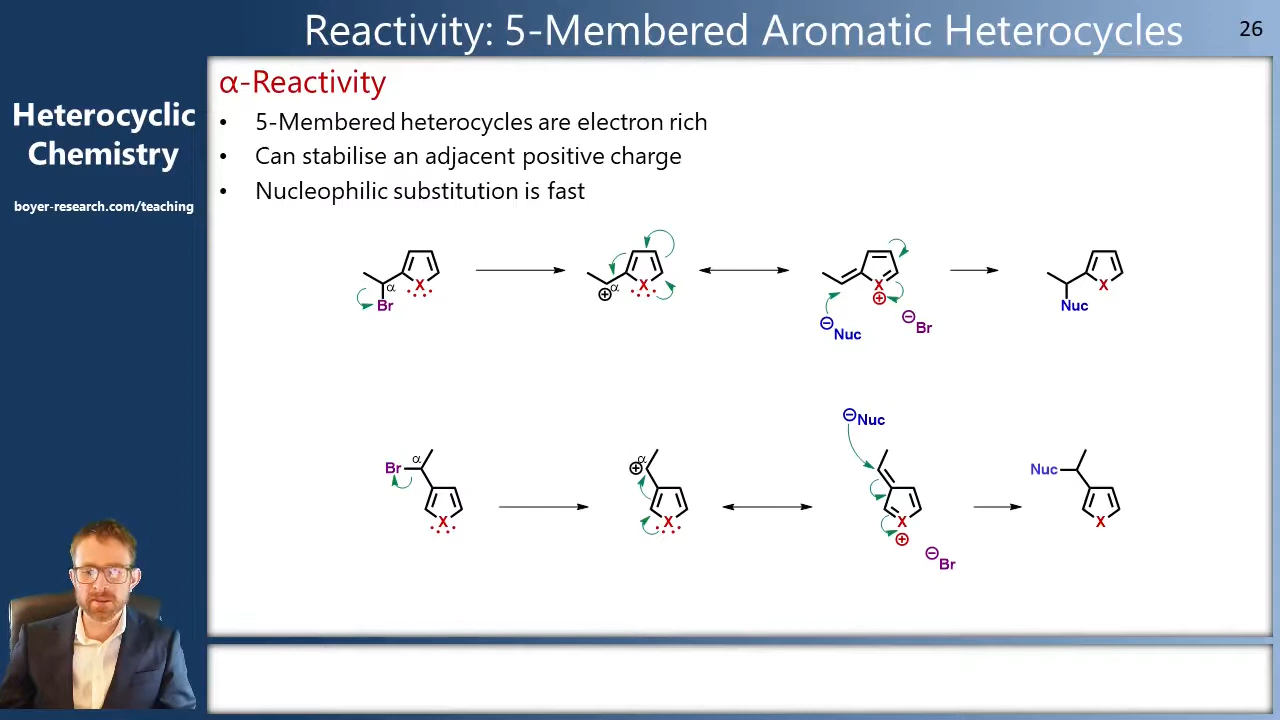 Reactivity: 5-Membered Aromatic Heterocycles
26
Heterocyclic
Chemistry
boyer-research.com/teaching
α-Reactivity
• 5-Membered heterocycles are electron rich
• Can stabilise an adjacent positive charge
• Nucleophilic substitution is fast
α
X
Br
α
X
⊕
X
⊕
⊖
Nuc
⊖
Br
X
Nuc
Br
α
X
⊕
α
X
⊖
Nuc
X
⊕
⊖
Br
Nuc
X